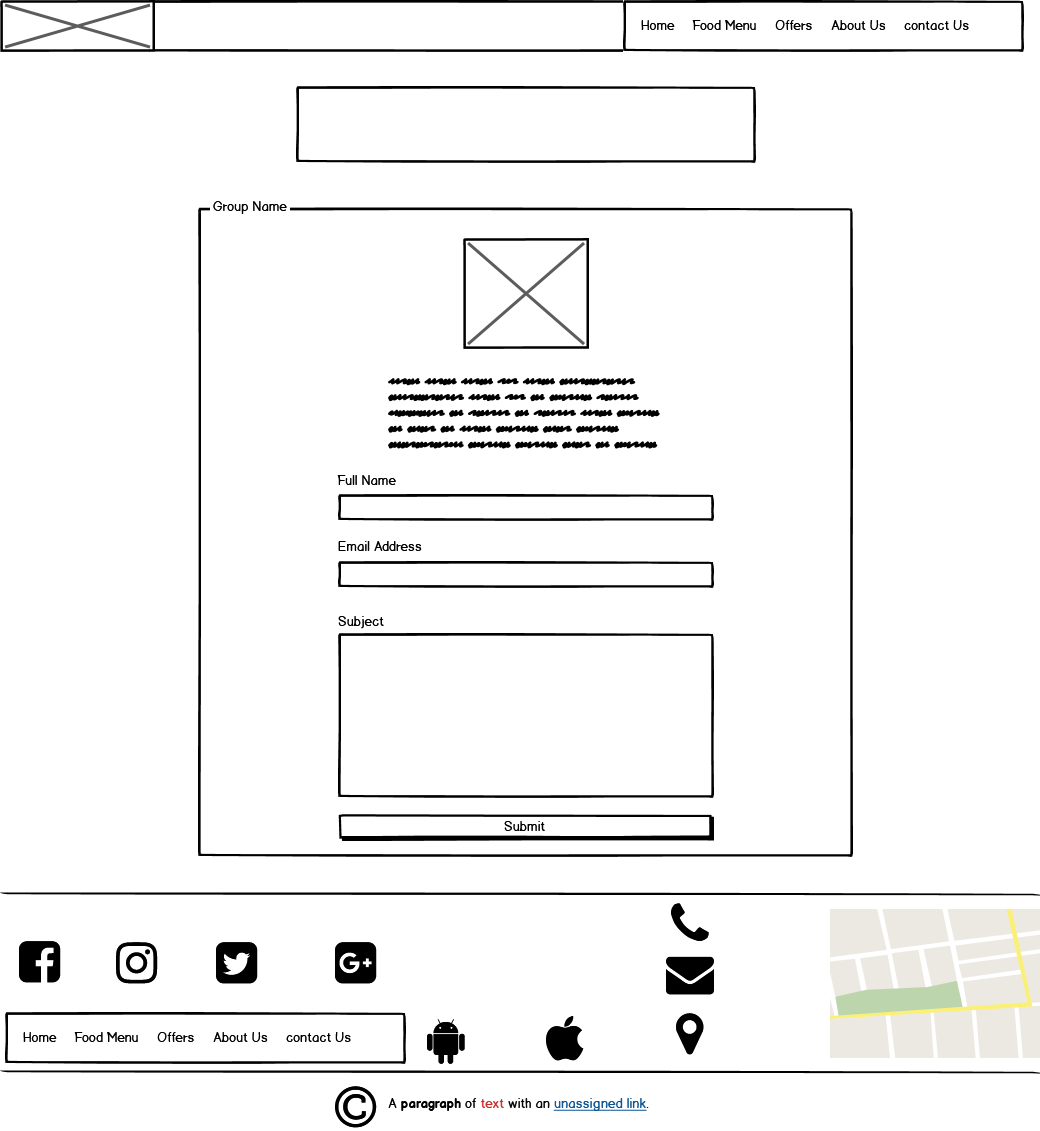 Home Food Menu Offers About Us contact Us
Group Name
Full Name
Email Address
Subject
Submit
Home Food Menu Offers About Us contact Us
A paragraph of text with an unassigned link.